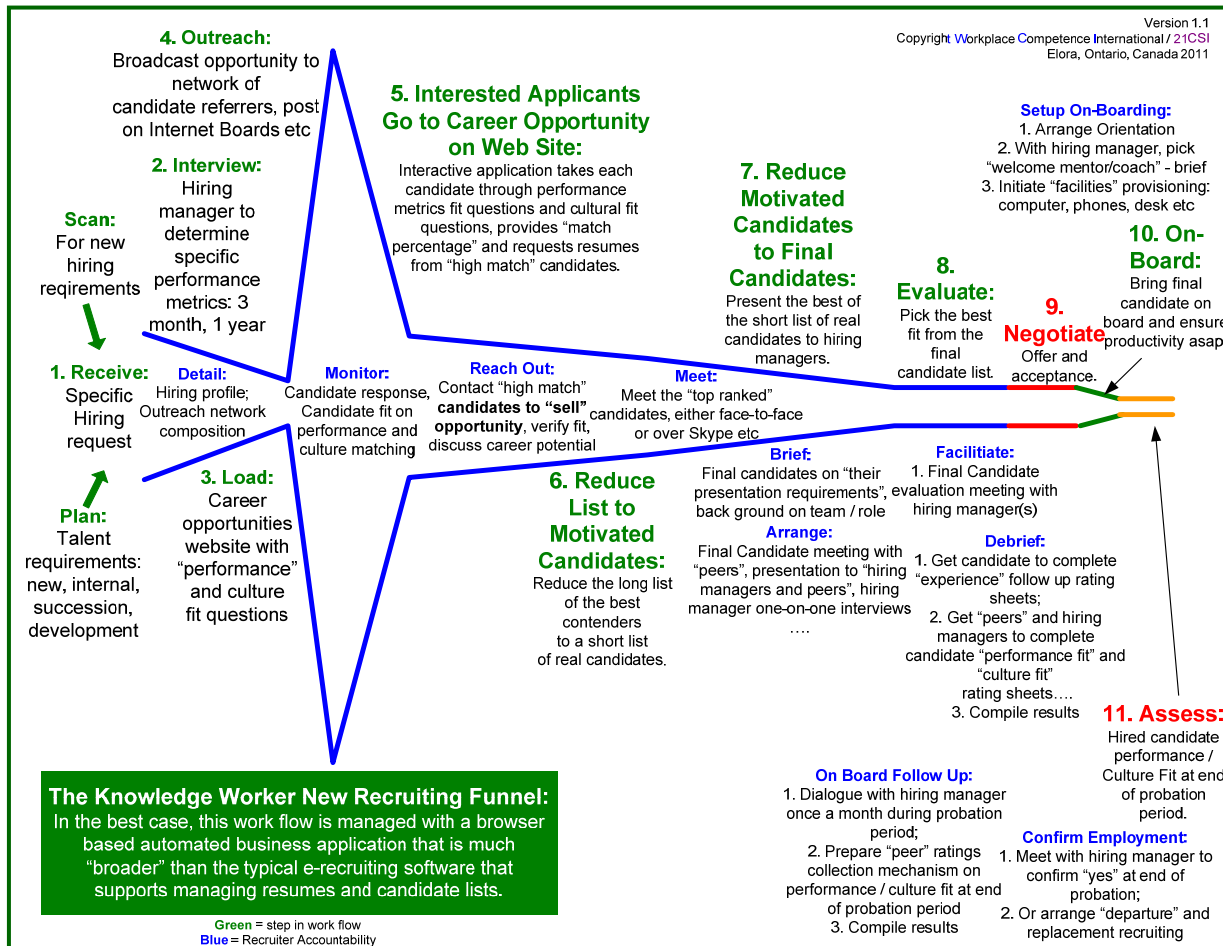 Version 1.1
Copyright Workplace Competence International / 21CSI
Elora, Ontario, Canada 2011
4. Outreach:
Broadcast opportunity to
network of
candidate referrers, post
on Internet Boards etc
2. Interview:
Hiring
manager to
determine
specific
performance
metrics: 3
month, 1 year
Scan:
For new
hiring
reqirements
1. Receive:
Specific
Hiring
request
Plan:
Talent
requirements:
new, internal,
succession,
development
Detail:
Hiring profile;
Outreach network
composition
3. Load:
Career
opportunities
website with
“performance”
and culture
fit questions
Monitor:
Candidate response,
Candidate fit on
performance and
culture matching
5. Interested Applicants
Go to Career Opportunity
on Web Site:
Interactive application takes each
candidate through performance
metrics fit questions and cultural fit
questions, provides “match
percentage” and requests resumes
from “high match” candidates.
Reach Out:
Contact “high match”
candidates to “sell”
opportunity, verify fit,
discuss career potential
6. Reduce
List to
Motivated
Candidates:
Reduce the long list
of the best
contenders
to a short list
of real candidates.
Meet:
Meet the “top ranked”
candidates, either face-to-face
or over Skype etc
7. Reduce
Motivated
Candidates
to Final
Candidates:
Present the best of
the short list of real
candidates to hiring
managers.
Brief:
Final candidates on “their
presentation requirements”,
back ground on team / role
Arrange:
Final Candidate meeting with
“peers”, presentation to “hiring
managers and peers”, hiring
manager one-on-one interviews
….
8.
Evaluate:
Pick the best
fit from the
final
candidate list.
Facilitiate:
1. Final Candidate
evaluation meeting with
hiring manager(s)
Debrief:
1. Get candidate to complete
“experience” follow up rating
sheets;
2. Get “peers” and hiring
managers to complete
candidate “performance fit” and
“culture fit”
rating sheets….
3. Compile results
9.
Negotiate
Offer and
acceptance.
Setup On-Boarding:
1. Arrange Orientation
2. With hiring manager, pick
“welcome mentor/coach” - brief
3. Initiate “facilities” provisioning:
computer, phones, desk etc
10. On-
Board:
Bring final
candidate on
board and ensure
productivity asap
11. Assess:
Hired candidate
performance /
Culture Fit at end
of probation
period.
On Board Follow Up:
1. Dialogue with hiring manager
once a month during probation
period;
2. Prepare “peer” ratings
collection mechanism on
performance / culture fit at end
of probation period
3. Compile results
Confirm Employment:
1. Meet with hiring manager to
confirm “yes” at end of
probation;
2. Or arrange “departure” and
replacement recruiting
The Knowledge Worker New Recruiting Funnel:
In the best case, this work flow is managed with a browser
based automated business application that is much
“broader” than the typical e-recruiting software that
supports managing resumes and candidate lists.
Green = step in work flow
Blue = Recruiter Accountability